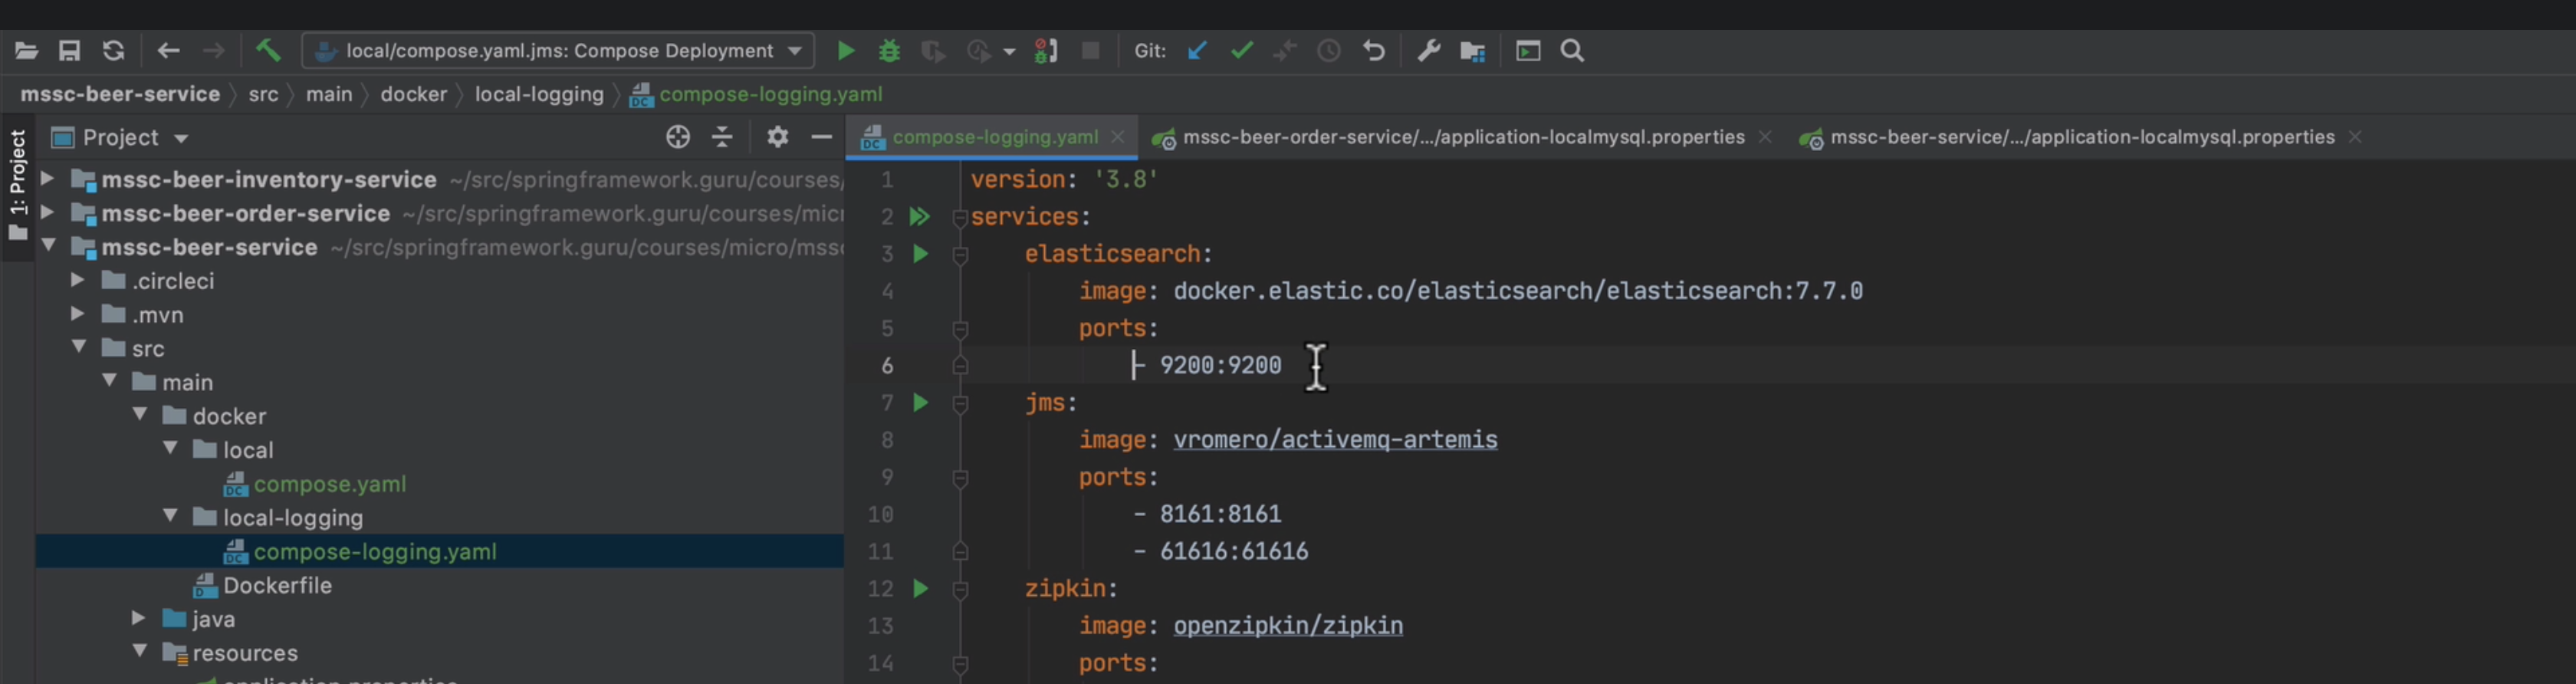 local/compose.yaml.jms: Compose Deployment
Git:
mssc-beer-service src main docker local-logging compose-logging.yaml
1: Project
Project
compose-logging.yaml
mssc-beer-order-service/.../application-localmysql.properties
mssc-beer-service/.../application-localmysql.properties
mssc-beer-inventory-service ~/src/springframework.guru/courses/
mssc-beer-order-service ~/src/springframework.guru/courses/micr
mssc-beer-service ~/src/springframework.guru/courses/micro/mssc
.circleci
.mvn
src
main
docker
local
compose.yaml
local-logging
compose-logging.yaml
Dockerfile
java
resources
application.properties
1 version: '3.8'
2 services:
3 elasticsearch:
4 image: docker.elastic.co/elasticsearch/elasticsearch:7.7.0
5 ports:
6 - 9200:9200
7 jms:
8 image: vromero/activemq-artemis
9 ports:
10 - 8161:8161
11 - 61616:61616
12 zipkin:
13 image: openzipkin/zipkin
14 ports: